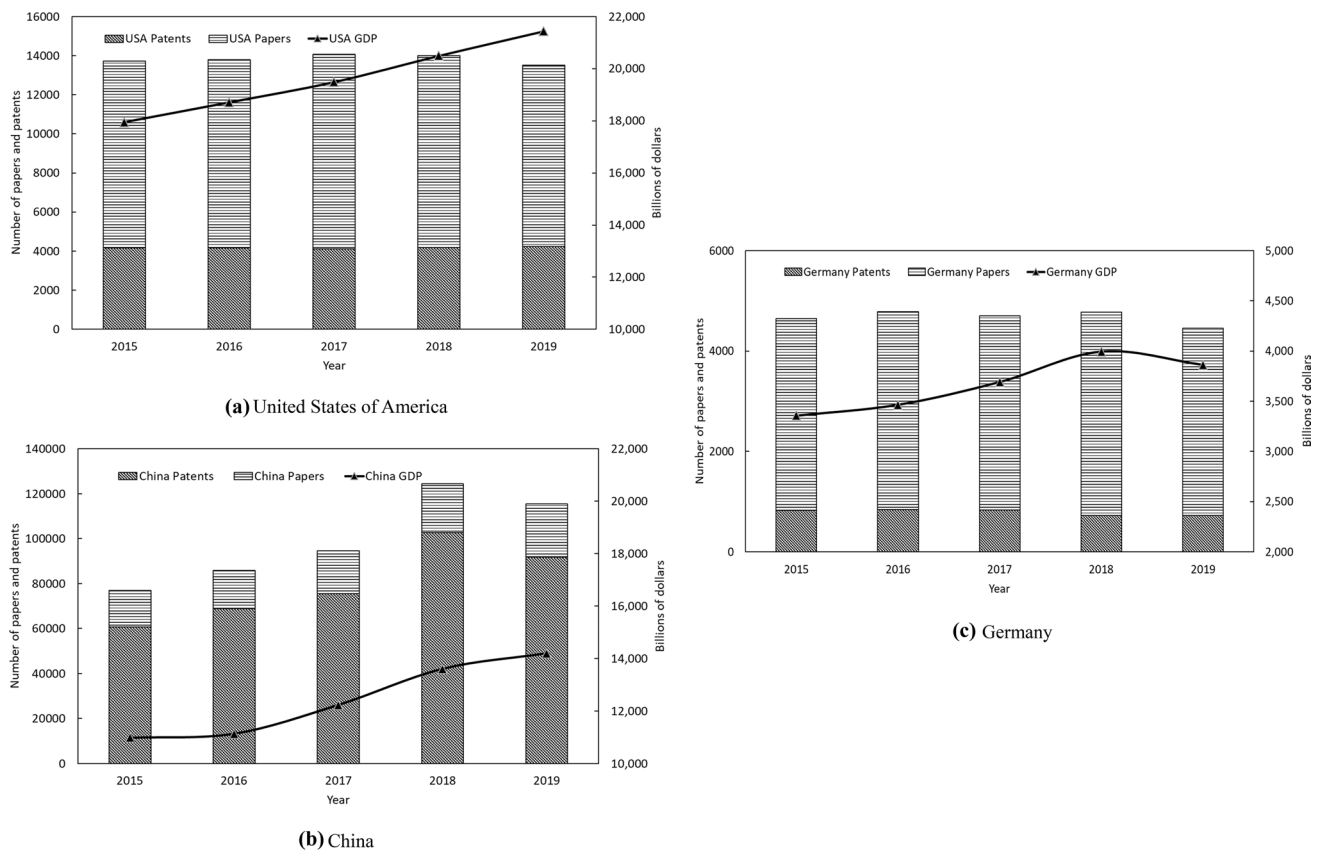 USA Patents USA Papers USA GDP
16000
14000
12000
10000
8000
6000
4000
2000
0
Number of papers and patents
22,000
20,000
18,000
16,000
14,000
12,000
10,000
Billions of dollars
2015 2016 2017 2018 2019
Year
(a) United States of America
China Patents China Papers China GDP
140000
120000
100000
80000
60000
40000
20000
0
Number of papers and patents
22,000
20,000
18,000
16,000
14,000
12,000
10,000
Billions of dollars
2015 2016 2017 2018 2019
Year
(b) China
Germany Patents Germany Papers Germany GDP
6000
4000
2000
0
Number of papers and patents
5,000
4,500
4,000
3,500
3,000
2,500
2,000
Billions of dollars
2015 2016 2017 2018 2019
Year
(c) Germany